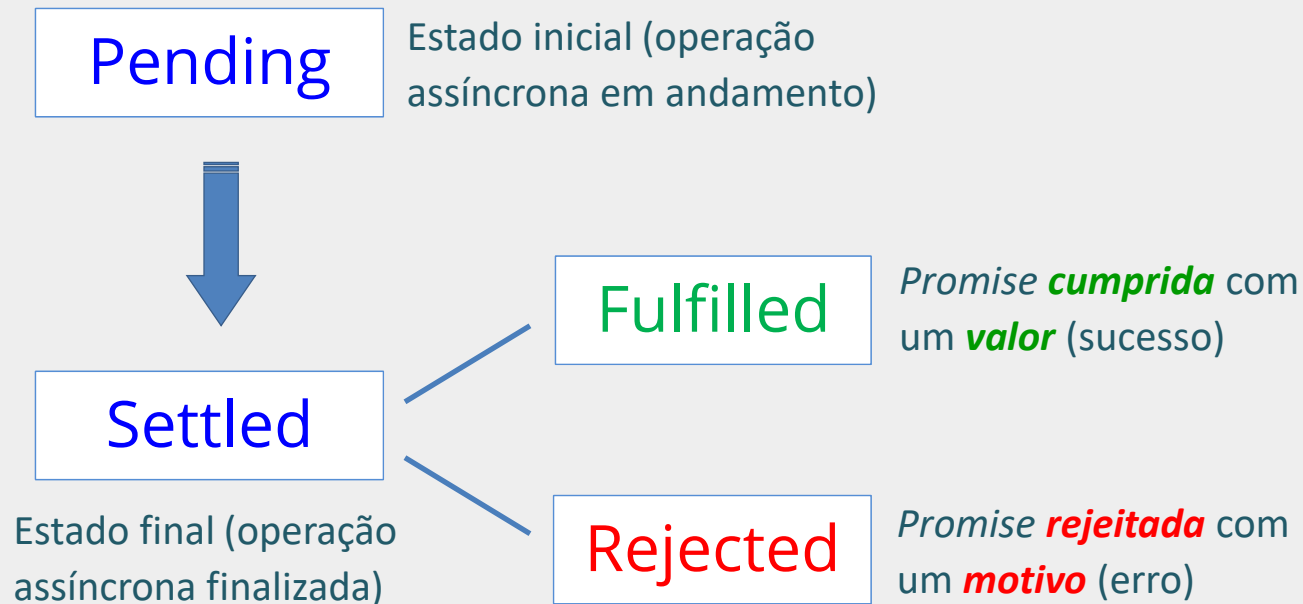 Pending
Estado inicial (operação
assíncrona em andamento)
Settled
Estado final (operação
assíncrona finalizada)
Fulfilled
Promise cumprida com
um valor (sucesso)
Rejected
Promise rejeitada com
um motivo (erro)